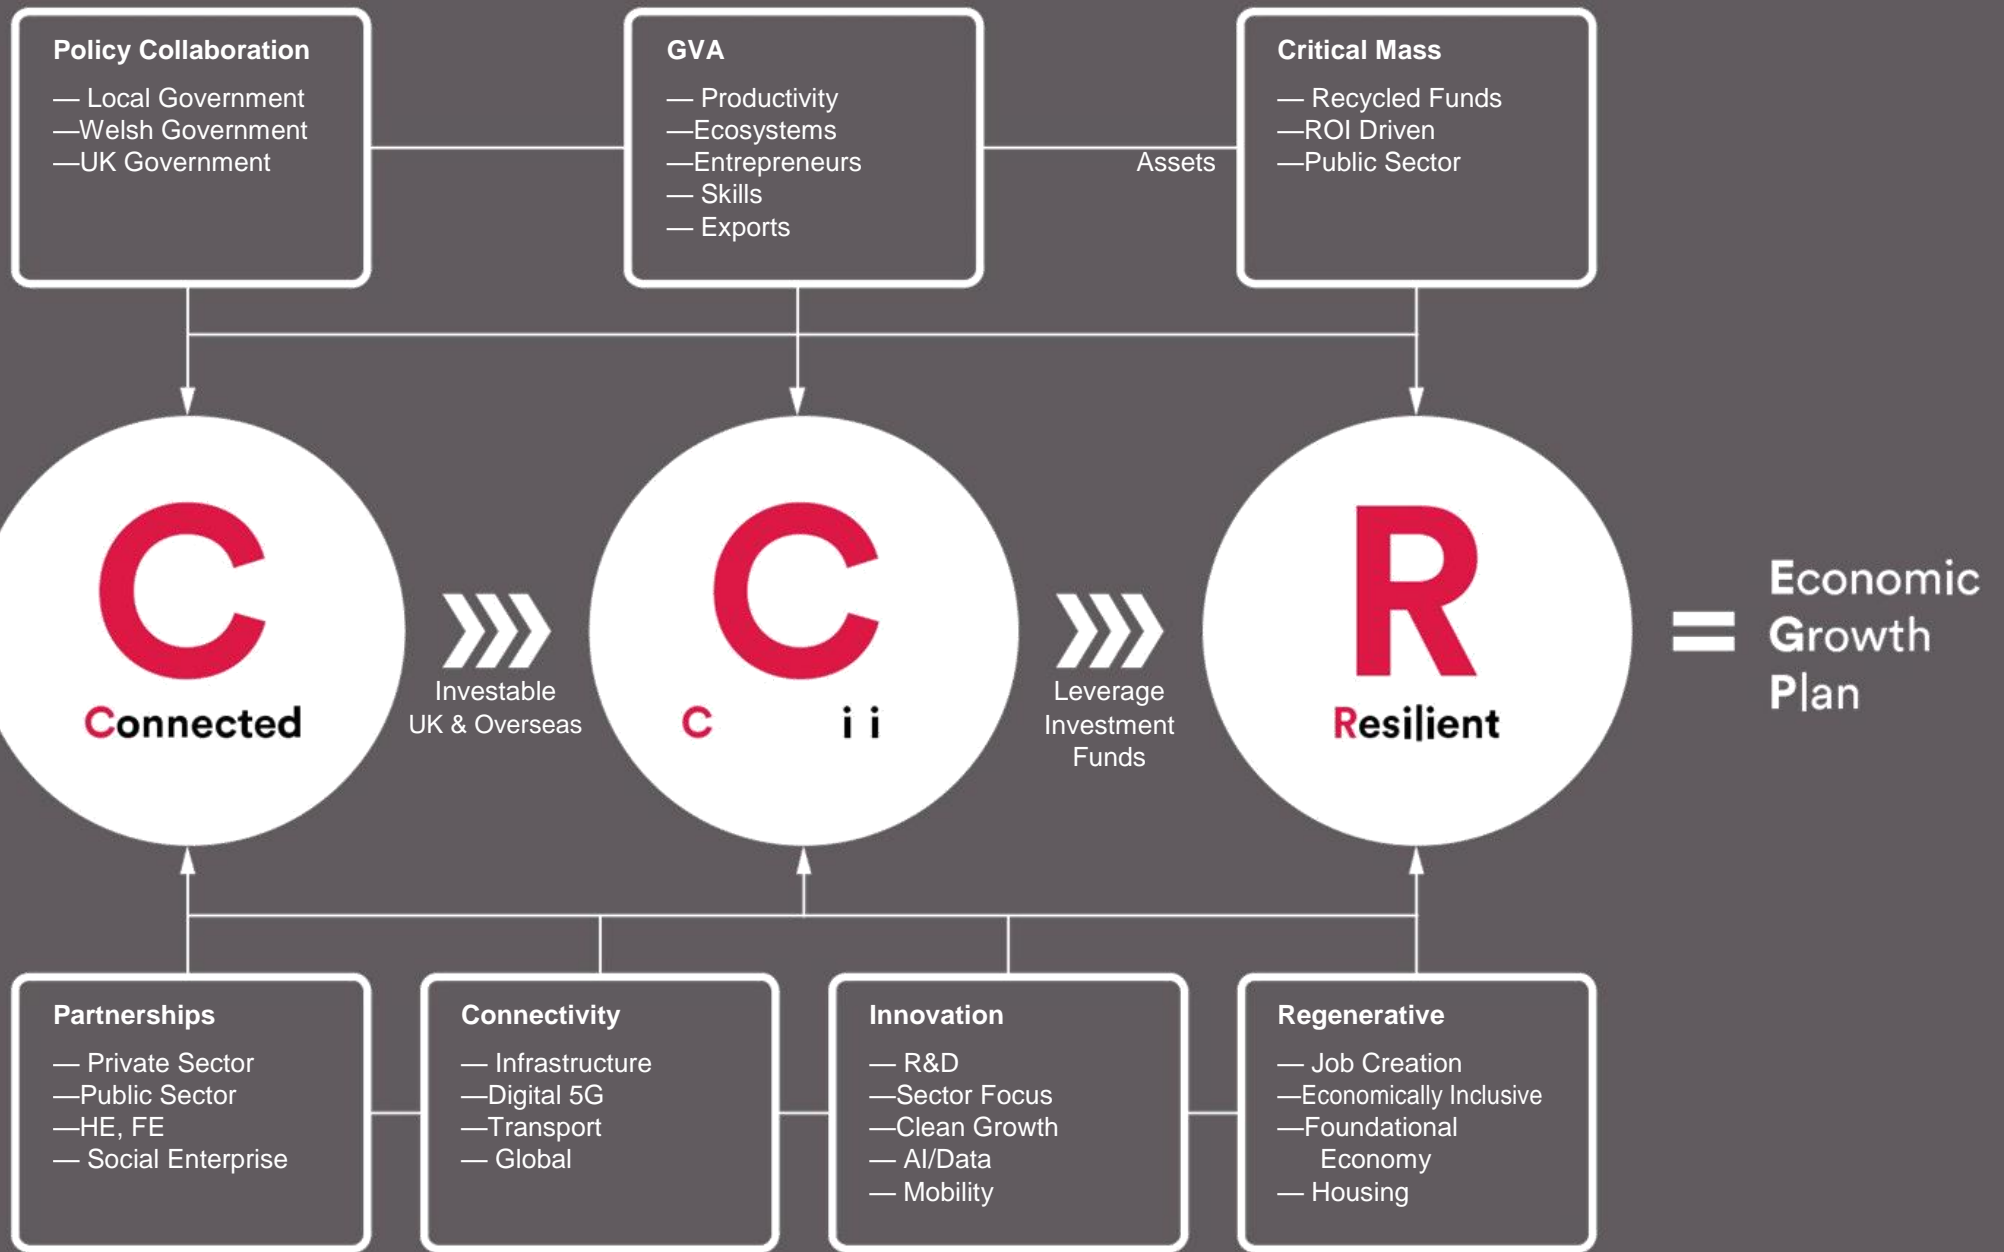 Policy Collaboration
— Local Government
—Welsh Government
—UK Government
GVA
— Productivity
—Ecosystems
—Entrepreneurs
— Skills
— Exports
Critical Mass
— Recycled Funds
—ROI Driven
—Public Sector
Assets
C
Connected
Investable
UK & Overseas
C
C i i
Leverage
Investment
Funds
R
Resilient
=
Economic
Growth
Plan
Partnerships
— Private Sector
—Public Sector
—HE, FE
— Social Enterprise
Connectivity
— Infrastructure
—Digital 5G
—Transport
— Global
Innovation
— R&D
—Sector Focus
—Clean Growth
— AI/Data
— Mobility
Regenerative
— Job Creation
—Economically Inclusive
—Foundational
Economy
— Housing